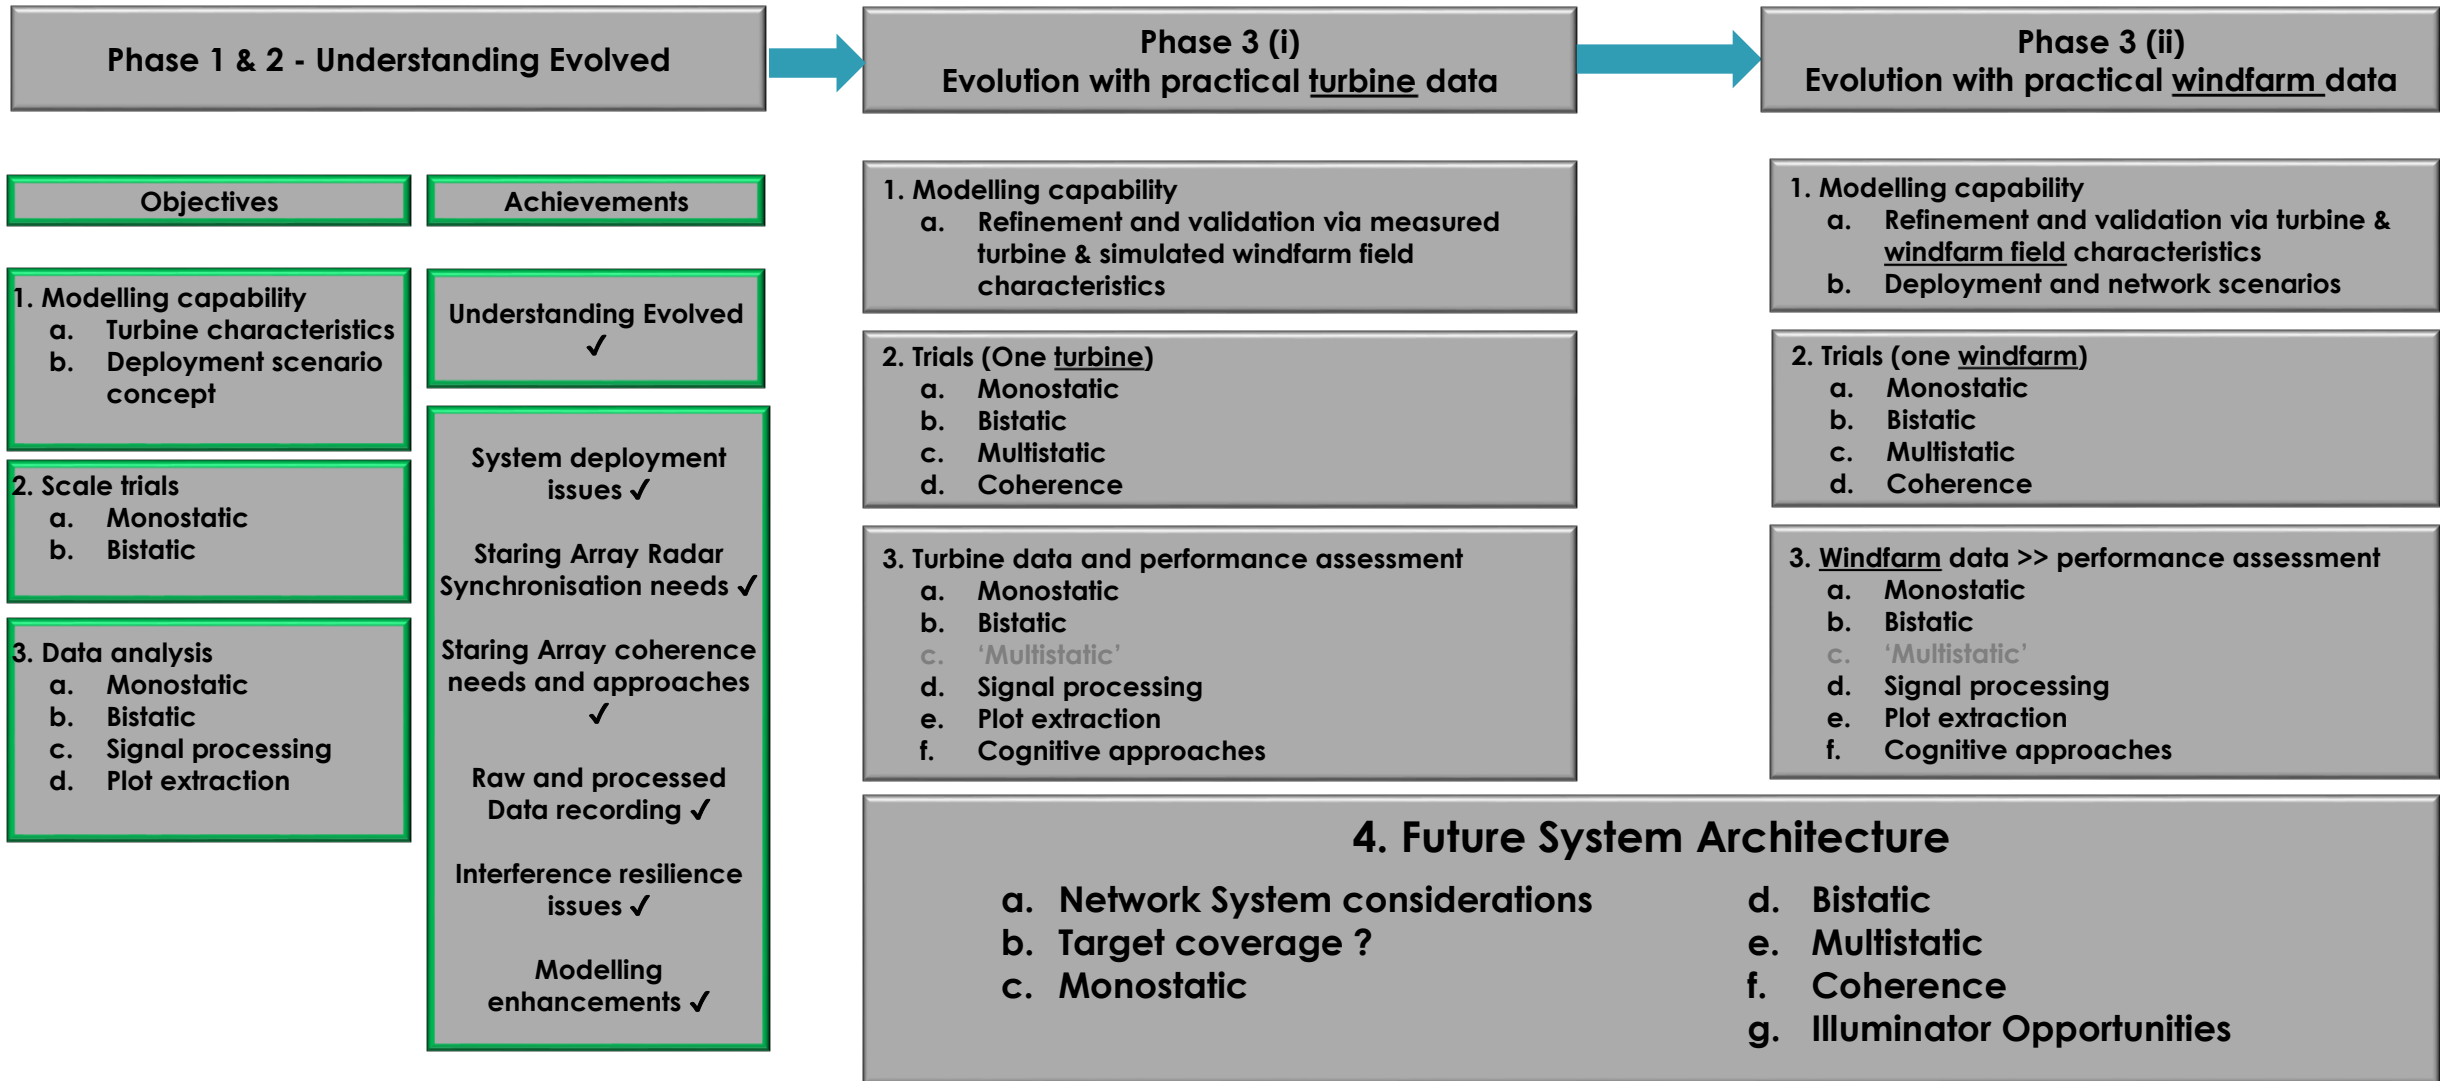 Phase 1 & 2 - Understanding Evolved
Phase 3 (i)
Evolution with practical turbine data
Phase 3 (ii)
Evolution with practical windfarm data
Objectives
1. Modelling capability
a. Turbine characteristics
b. Deployment scenario
concept
2. Scale trials
a. Monostatic
b. Bistatic
3. Data analysis
a. Monostatic
b. Bistatic
c. Signal processing
d. Plot extraction
Achievements
Understanding Evolved
✓
System deployment
issues ✓
Staring Array Radar
Synchronisation needs ✓
Staring Array coherence
needs and approaches
✓
Raw and processed
Data recording ✓
Interference resilience
issues ✓
Modelling
enhancements ✓
1. Modelling capability
a. Refinement and validation via measured
turbine & simulated windfarm field
characteristics
2. Trials (One turbine)
a. Monostatic
b. Bistatic
c. Multistatic
d. Coherence
3. Turbine data and performance assessment
a. Monostatic
b. Bistatic
c. ‘Multistatic’
d. Signal processing
e. Plot extraction
f. Cognitive approaches
1. Modelling capability
a. Refinement and validation via turbine &
windfarm field characteristics
b. Deployment and network scenarios
2. Trials (one windfarm)
a. Monostatic
b. Bistatic
c. Multistatic
d. Coherence
3. Windfarm data >> performance assessment
a. Monostatic
b. Bistatic
c. ‘Multistatic’
d. Signal processing
e. Plot extraction
f. Cognitive approaches
4. Future System Architecture
a. Network System considerations
b. Target coverage ?
c. Monostatic
d. Bistatic
e. Multistatic
f. Coherence
g. Illuminator Opportunities